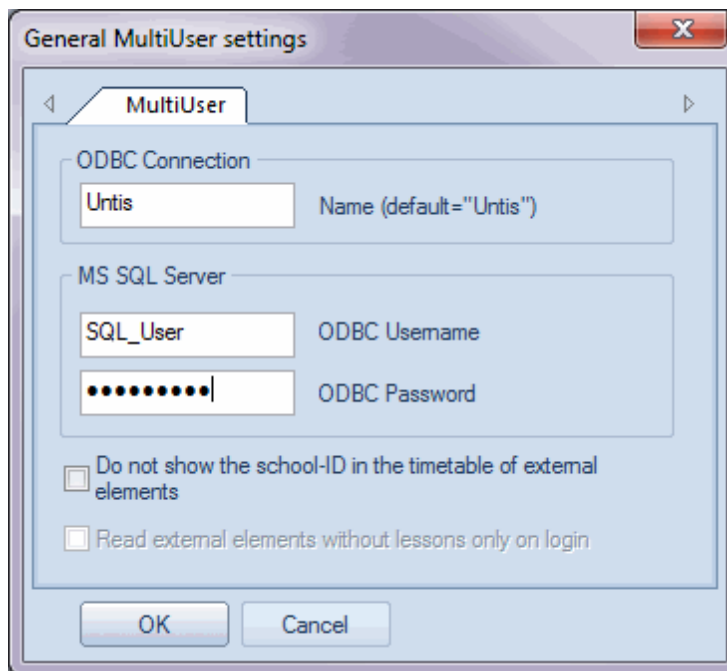 General MultiUser settings
MultiUser
ODBC Connection
Untis
Name (default="Untis")
MS SQL Server
SQL_User
ODBC Username
●●●●●●●●●
ODBC Password
Do not show the school-ID in the timetable of external
elements
Read external elements without lessons only on login
OK
Cancel